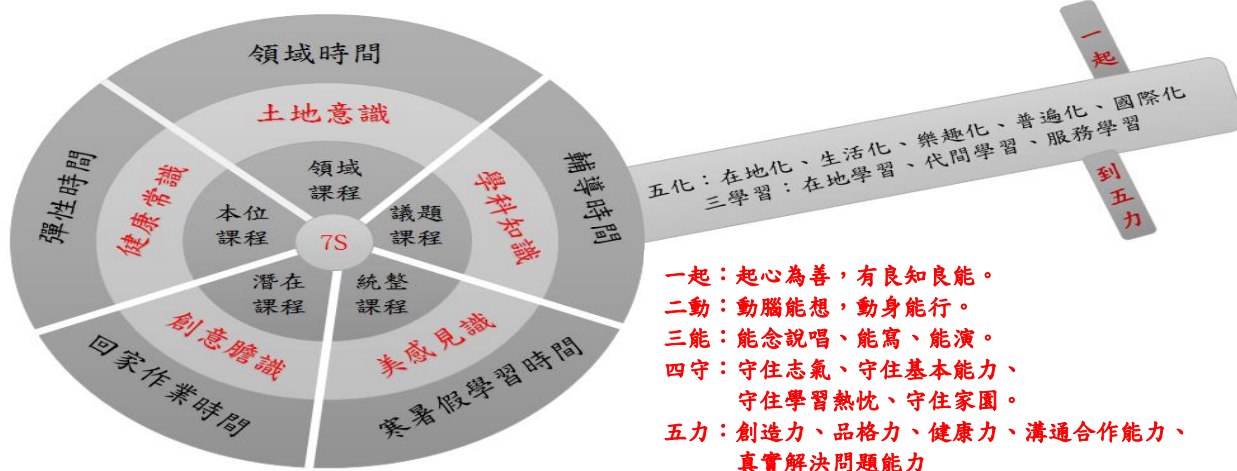 領域時間
土地意識
領域
課程
彈性時間
健康常識
本位
課程
7S
議題
課程
學科知識
輔導時間
潛在
課程
統整
課程
創意膽識
美感見識
回家作業時間
寒暑假學習時間
一起
五化：在地化、生活化、樂趣化、普遍化、國際化
三學習：在地學習、代間學習、服務學習
到五力
一起：起心為善，有良知良能。
二動：動腦能想，動身能行。
三能：能念說唱、能寫、能演。
四守：守住志氣、守住基本能力、
守住學習熱忱、守住家園。
五力：創造力、品格力、健康力、溝通合作能力、
真實解決問題能力